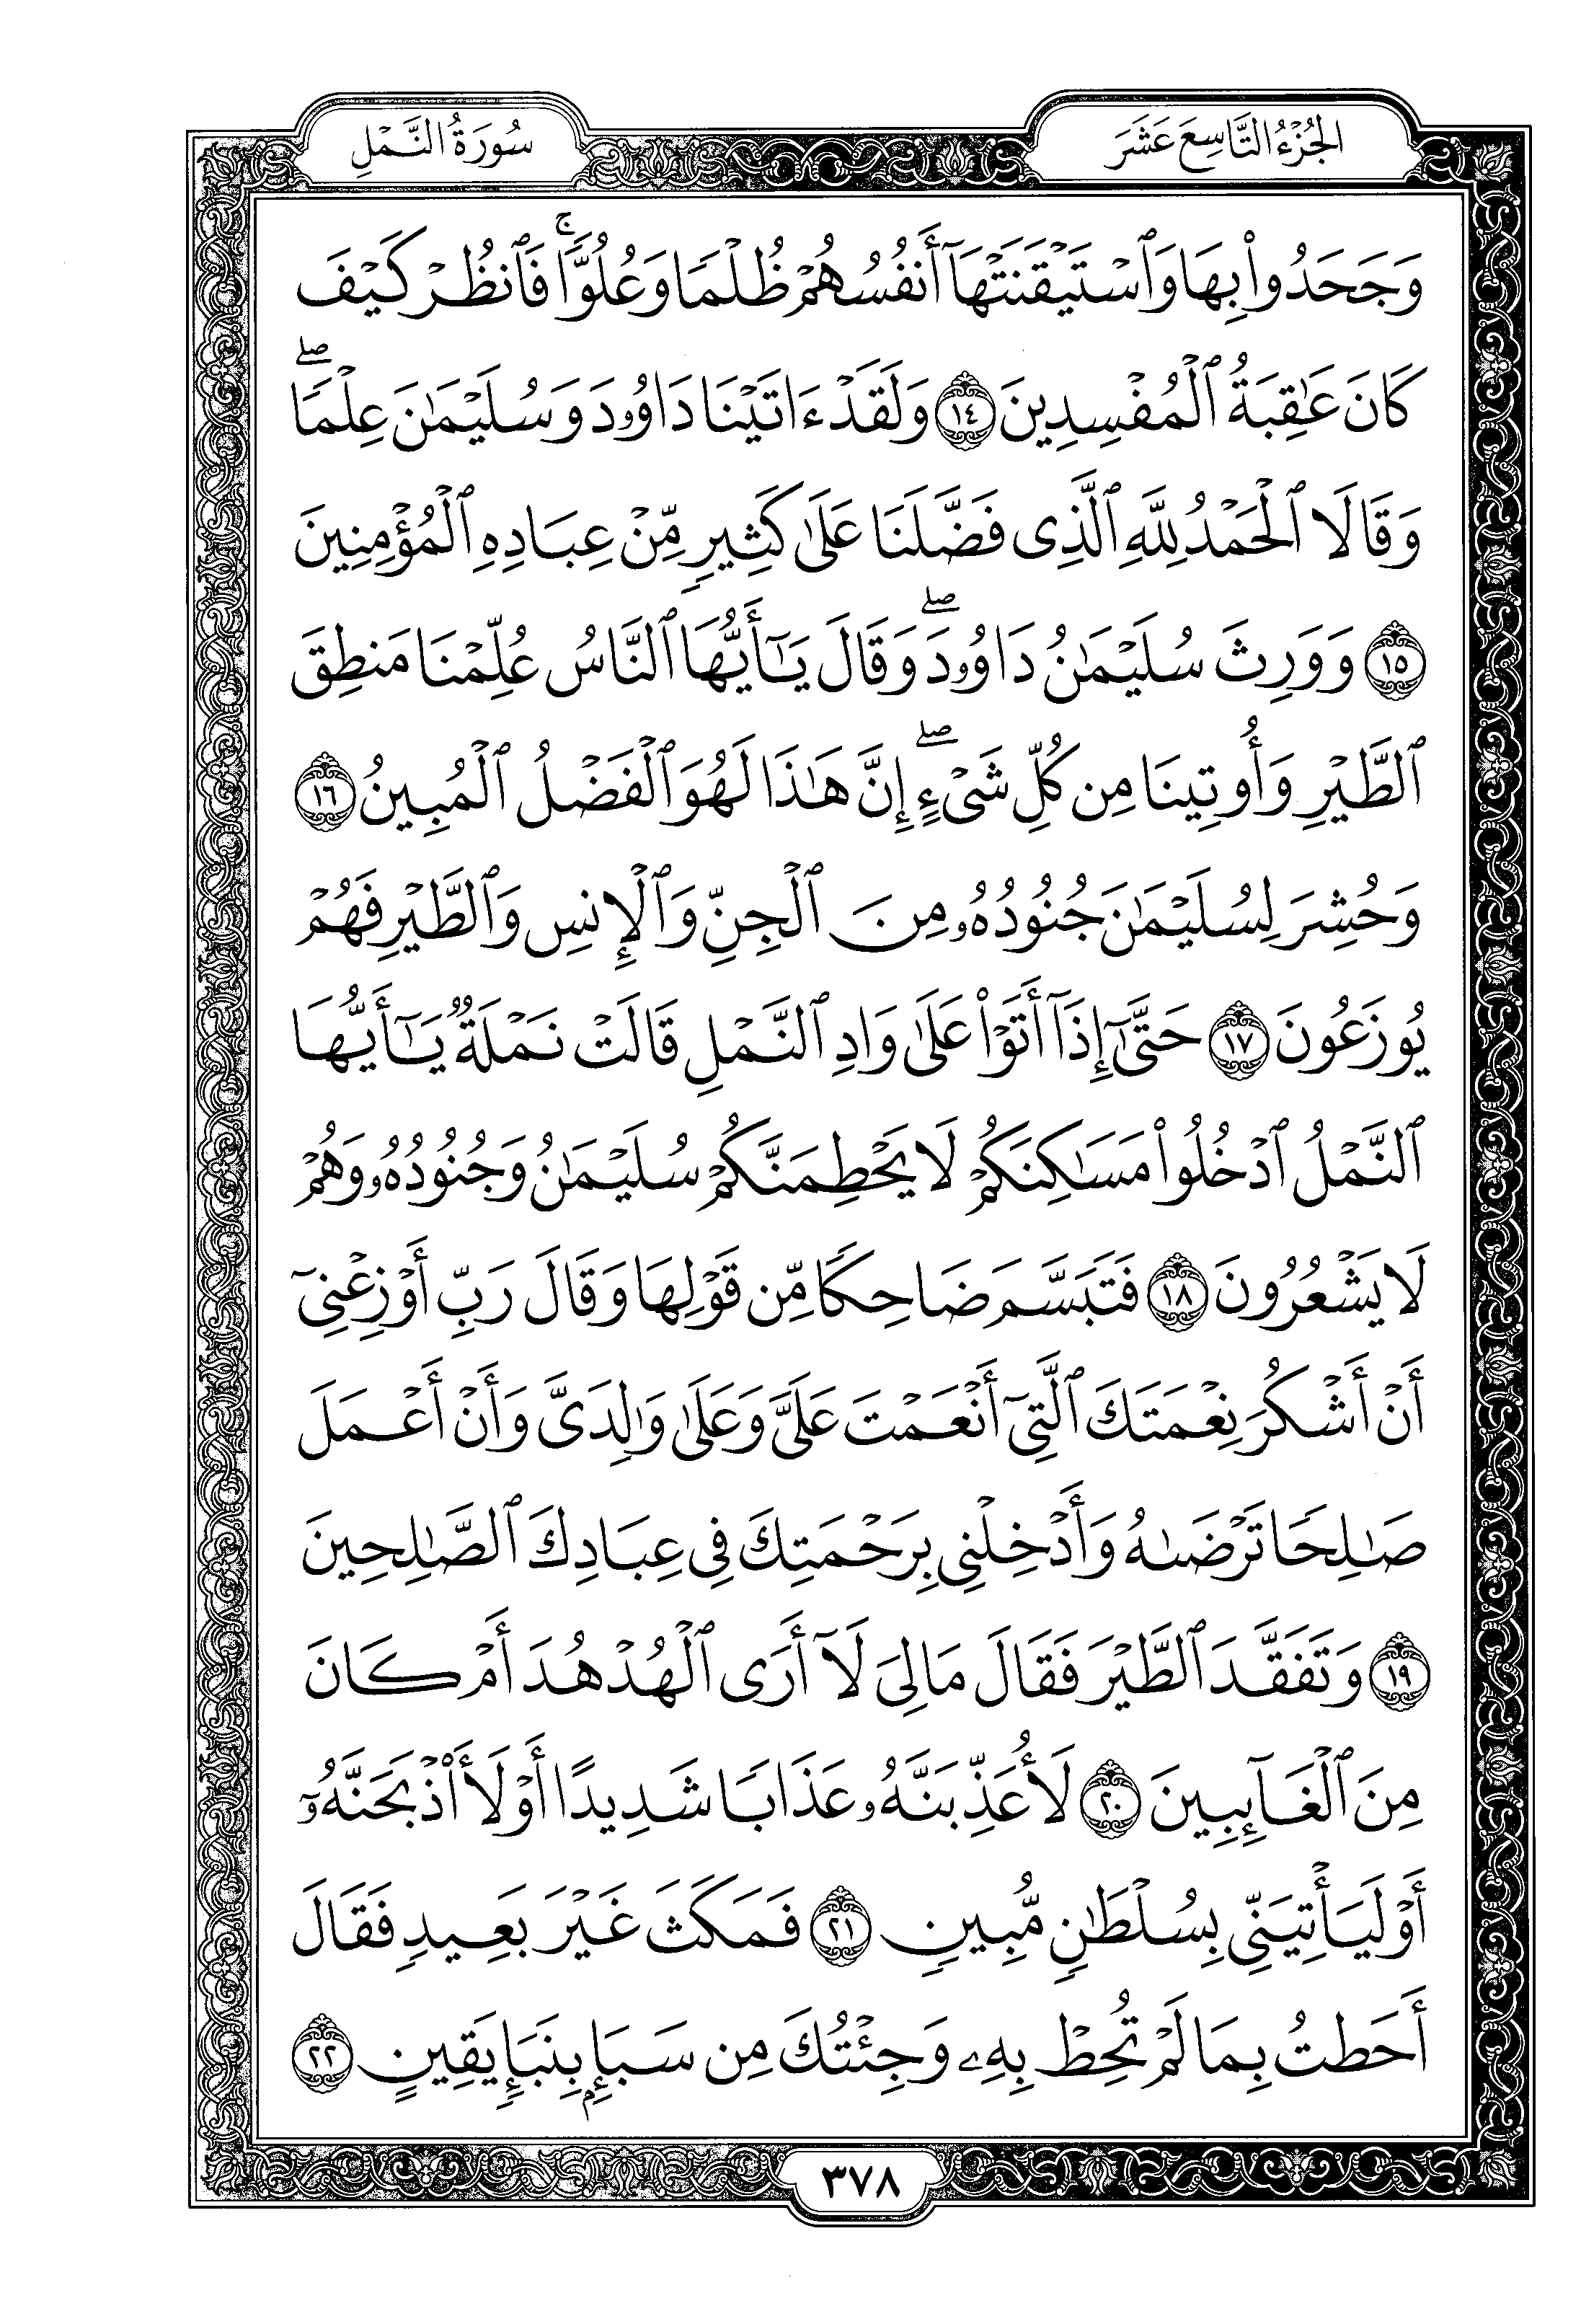 الجُزْءُ التَّاسِعَ عَشَرَ
سُورَةُ النَّمْلِ
وَجَحَدُوا۟ بِهَا وَٱسْتَيْقَنَتْهَآ أَنفُسُهُمْ ظُلْمًا وَعُلُوًّا ۚ فَٱنظُرْ كَيْفَ
كَانَ عَٰقِبَةُ ٱلْمُفْسِدِينَ ١٤ وَلَقَدْ ءَاتَيْنَا دَاوُۥدَ وَسُلَيْمَٰنَ عِلْمًا ۖ
وَقَالَا ٱلْحَمْدُ لِلَّهِ ٱلَّذِى فَضَّلَنَا عَلَىٰ كَثِيرٍ مِّنْ عِبَادِهِ ٱلْمُؤْمِنِينَ
١٥ وَوَرِثَ سُلَيْمَٰنُ دَاوُۥدَ ۖ وَقَالَ يَٰٓأَيُّهَا ٱلنَّاسُ عُلِّمْنَا مَنطِقَ
ٱلطَّيْرِ وَأُوتِينَا مِن كُلِّ شَىْءٍ ۖ إِنَّ هَٰذَا لَهُوَ ٱلْفَضْلُ ٱلْمُبِينُ ١٦
وَحُشِرَ لِسُلَيْمَٰنَ جُنُودُهُۥ مِنَ ٱلْجِنِّ وَٱلْإِنسِ وَٱلطَّيْرِ فَهُمْ
يُوزَعُونَ ١٧ حَتَّىٰٓ إِذَآ أَتَوْا۟ عَلَىٰ وَادِ ٱلنَّمْلِ قَالَتْ نَمْلَةٌ يَٰٓأَيُّهَا
ٱلنَّمْلُ ٱدْخُلُوا۟ مَسَٰكِنَكُمْ لَا يَحْطِمَنَّكُمْ سُلَيْمَٰنُ وَجُنُودُهُۥ وَهُمْ
لَا يَشْعُرُونَ ١٨ فَتَبَسَّمَ ضَاحِكًا مِّن قَوْلِهَا وَقَالَ رَبِّ أَوْزِعْنِىٓ
أَنْ أَشْكُرَ نِعْمَتَكَ ٱلَّتِىٓ أَنْعَمْتَ عَلَىَّ وَعَلَىٰ وَٰلِدَىَّ وَأَنْ أَعْمَلَ
صَٰلِحًا تَرْضَىٰهُ وَأَدْخِلْنِى بِرَحْمَتِكَ فِى عِبَادِكَ ٱلصَّٰلِحِينَ
١٩ وَتَفَقَّدَ ٱلطَّيْرَ فَقَالَ مَا لِىَ لَآ أَرَى ٱلْهُدْهُدَ أَمْ كَانَ
مِنَ ٱلْغَآئِبِينَ ٢٠ لَأُعَذِّبَنَّهُۥ عَذَابًا شَدِيدًا أَوْ لَأَا۟ذْبَحَنَّهُۥٓ
أَوْ لَيَأْتِيَنِّى بِسُلْطَٰنٍ مُّبِينٍ ٢١ فَمَكَثَ غَيْرَ بَعِيدٍ فَقَالَ
أَحَطتُ بِمَا لَمْ تُحِطْ بِهِۦ وَجِئْتُكَ مِن سَبَإٍۭ بِنَبَإٍ يَقِينٍ ٢٢
٣٧٨